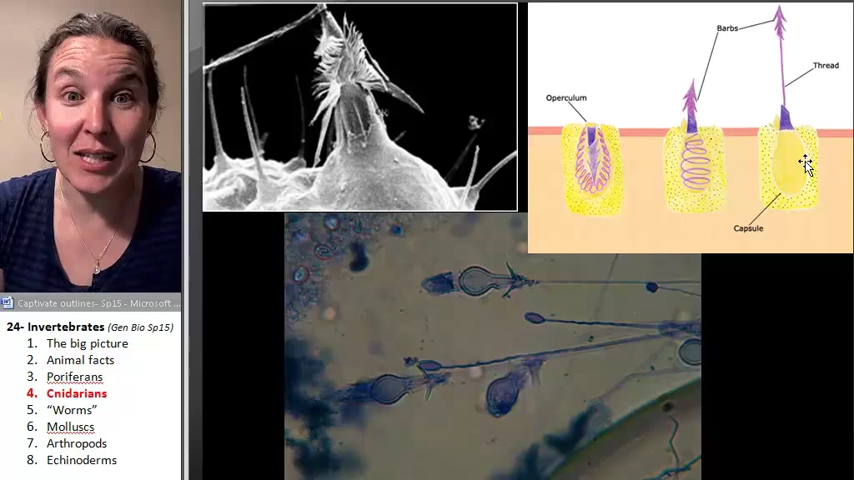 Captivate outlines- Sp15 - Microsoft ...
24- Invertebrates (Gen Bio Sp15)
1. The big picture
2. Animal facts
3. Poriferans
4. Cnidarians
5. "Worms"
6. Molluscs
7. Arthropods
8. Echinoderms
Barbs
Thread
Operculum
Capsule